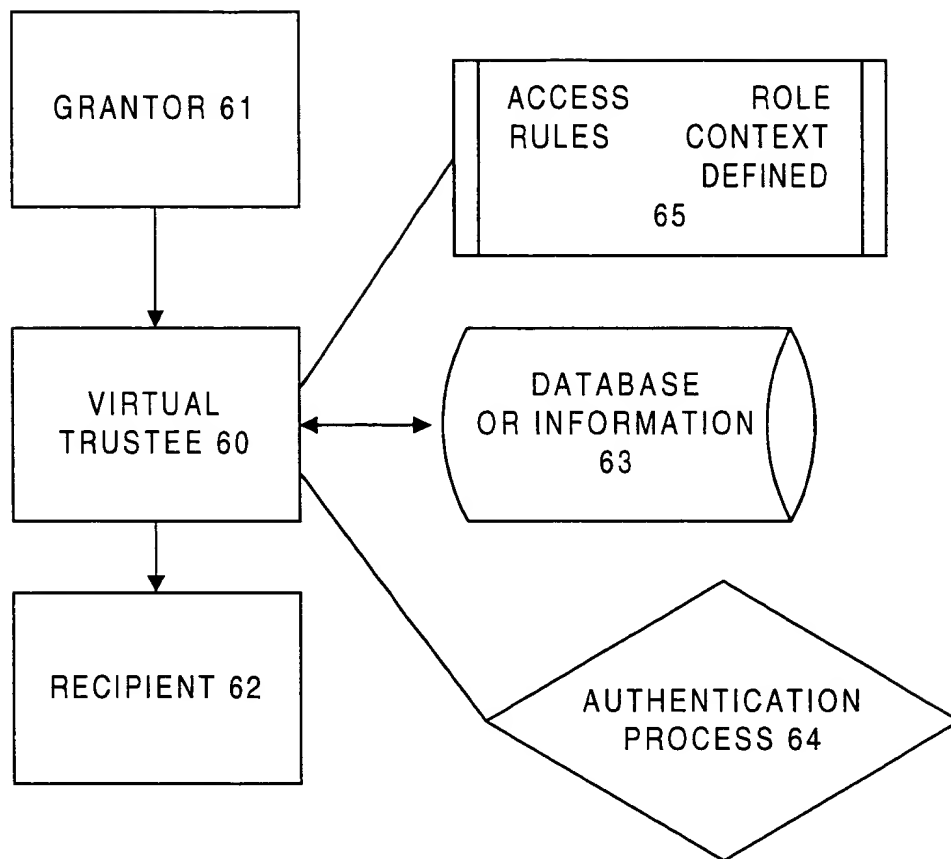 GRANTOR 61
ACCESS ROLE
RULES CONTEXT
DEFINED
65
VIRTUAL
TRUSTEE 60
DATABASE
OR INFORMATION
63
RECIPIENT 62
AUTHENTICATION
PROCESS 64